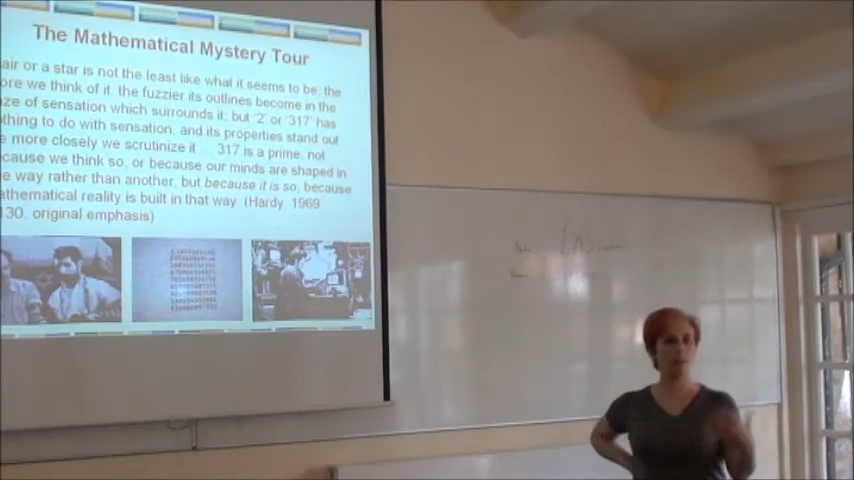 The Mathematical Mystery Tour
air or a star is not the least like what it seems to be, the
ore we think of it, the fuzzier its outlines become in the
aze of sensation which surrounds it; but '2' or '317' has
othing to do with sensation, and its properties stand out
e more closely we scrutinize it 317 is a prime, not
cause we think so, or because our minds are shaped in
e way rather than another, but because it is so, because
athematical reality is built in that way. (Hardy 1969
130, original emphasis)